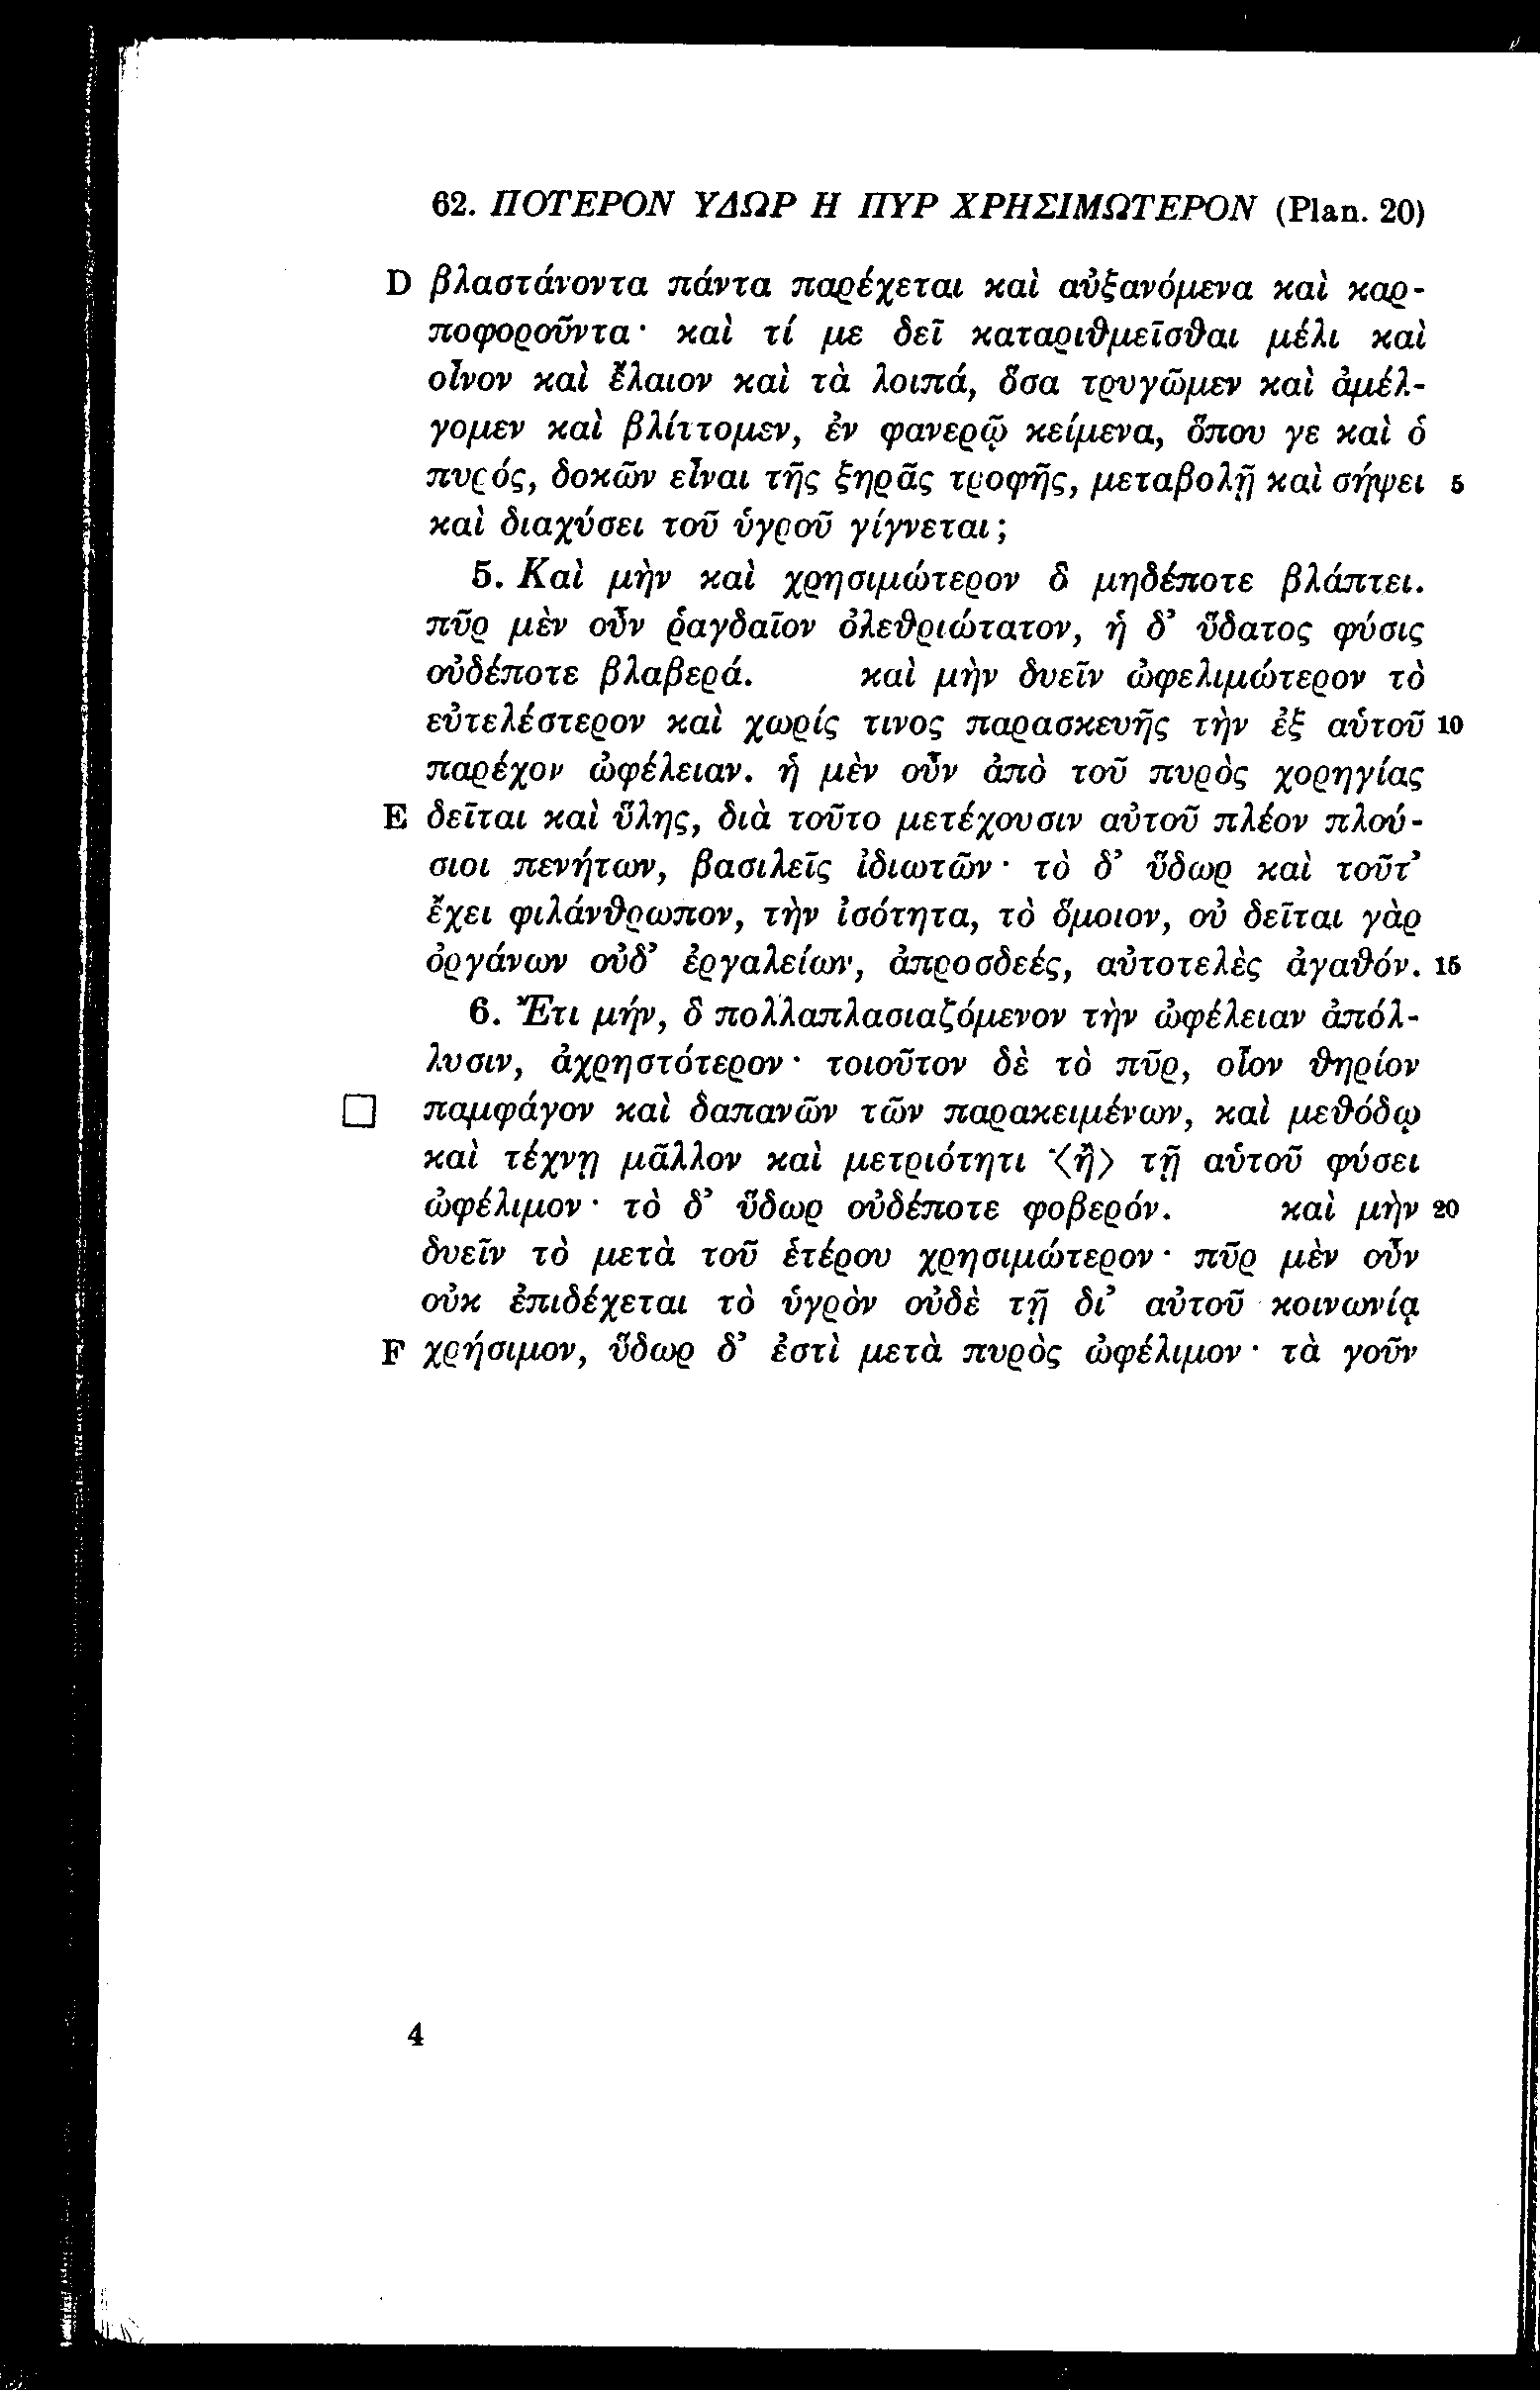 62. ΠΟΤΕΡΟΝ ΥΔΩΡ Η ΠΥΡ ΧΡΗΣΙΜΩΤΕΡΟΝ (Plan. 20)
D βλαστάνοντα πάντα παρέχεται καὶ αὐξανόμενα καὶ καρ-
ποφοροῦντα· καὶ τί με δεῖ καταριθμεῖσθαι μέλι καὶ
οἶνον καὶ ἔλαιον καὶ τὰ λοιπά, ὅσα τρυγῶμεν καὶ ἀμέλ-
γομεν καὶ βλίττομεν, ἐν φανερῷ κείμενα, ὅπου γε καὶ ὁ
πυρός, δοκῶν εἶναι τῆς ξηρᾶς τροφῆς, μεταβολῇ καὶ σήψει 5
καὶ διαχύσει τοῦ ὑγροῦ γίγνεται;
5. Καὶ μὴν καὶ χρησιμώτερον ὃ μηδέποτε βλάπτει.
πῦρ μὲν οὖν ῥαγδαῖον ὀλεθριώτατον, ἡ δ’ ὕδατος φύσις
οὐδέποτε βλαβερά. καὶ μὴν δυεῖν ὠφελιμώτερον τὸ
εὐτελέστερον καὶ χωρίς τινος παρασκευῆς τὴν ἐξ αὑτοῦ 10
παρέχον ὠφέλειαν. ἡ μὲν οὖν ἀπὸ τοῦ πυρὸς χορηγίας
E δεῖται καὶ ὕλης, διὰ τοῦτο μετέχουσιν αὐτοῦ πλέον πλού-
σιοι πενήτων, βασιλεῖς ἰδιωτῶν· τὸ δ’ ὕδωρ καὶ τοῦτ’
ἔχει φιλάνθρωπον, τὴν ἰσότητα, τὸ ὅμοιον, οὐ δεῖται γὰρ
ὀργάνων οὐδ’ ἐργαλείων, ἀπροσδεές, αὐτοτελὲς ἀγαθόν. 15
6. Ἔτι μήν, ὃ πολλαπλασιαζόμενον τὴν ὠφέλειαν ἀπόλ-
λυσιν, ἀχρηστότερον· τοιοῦτον δὲ τὸ πῦρ, οἷον θηρίον
□ παμφάγον καὶ δαπανῶν τῶν παρακειμένων, καὶ μεθόδῳ
καὶ τέχνῃ μᾶλλον καὶ μετριότητι ⟨ἢ⟩ τῇ αὑτοῦ φύσει
ὠφέλιμον· τὸ δ’ ὕδωρ οὐδέποτε φοβερόν. καὶ μὴν 20
δυεῖν τὸ μετὰ τοῦ ἑτέρου χρησιμώτερον· πῦρ μὲν οὖν
οὐκ ἐπιδέχεται τὸ ὑγρὸν οὐδὲ τῇ δι’ αὐτοῦ κοινωνίᾳ
F χρήσιμον, ὕδωρ δ’ ἐστὶ μετὰ πυρὸς ὠφέλιμον· τὰ γοῦν
4